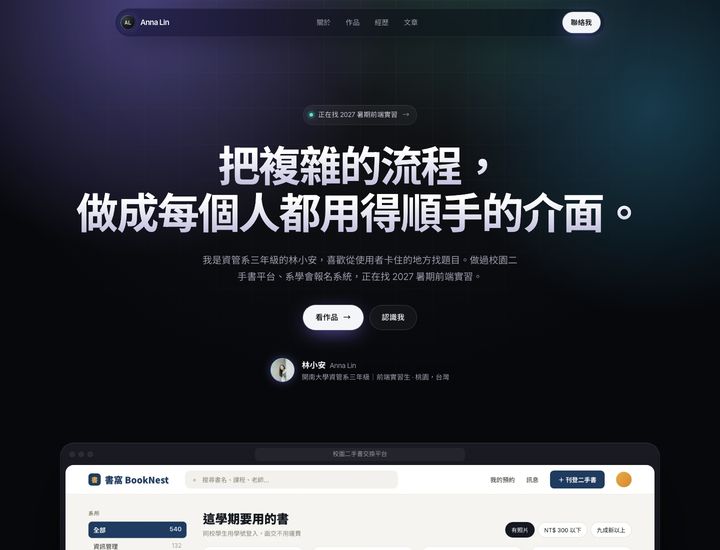 AL Anna Lin 關於 作品 經歷 文章 聯絡我
正在找 2027 暑期前端實習 →
把複雜的流程，
做成每個人都用得順手的介面。
我是資管系三年級的林小安，喜歡從使用者卡住的地方找題目。做過校園二
手書平台、系學會報名系統，正在找 2027 暑期前端實習。
看作品 → 認識我
林小安 Anna Lin
開南大學資管系三年級｜前端實習生 · 桃園，台灣
校園二手書交換平台
書 書窩 BookNest 搜尋書名、課程、老師... 我的預約 訊息 + 刊登二手書
系所
全部 540
資訊管理 132
這學期要用的書
同校學生用學號登入，面交不用運費
有照片 NT$ 300 以下 九成新以上